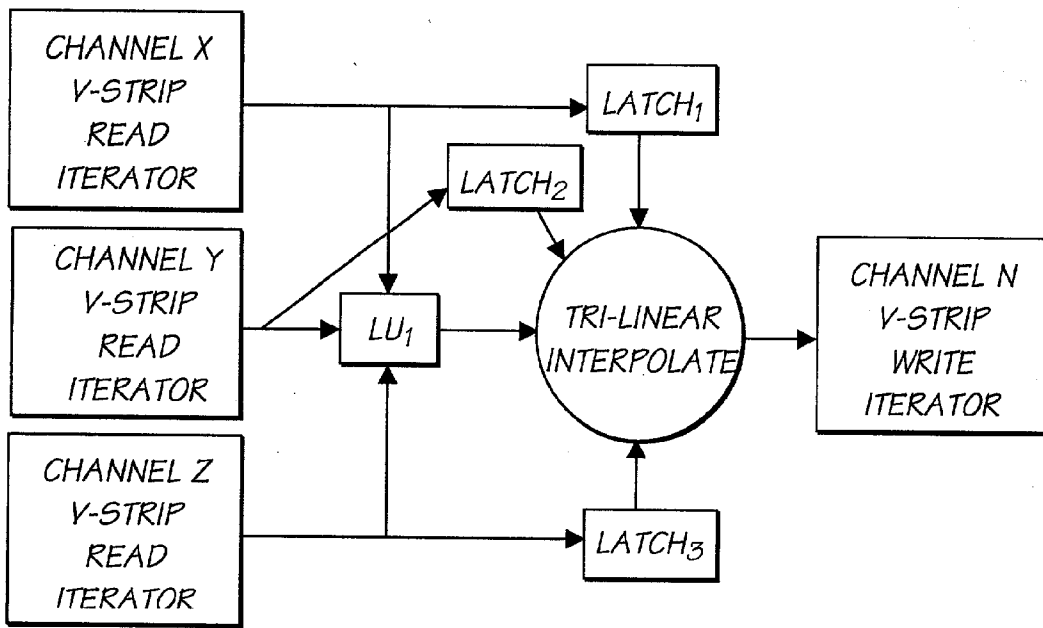 CHANNEL X
V-STRIP
READ
ITERATOR
LATCH₁
LATCH₂
CHANNEL Y
V-STRIP
READ
ITERATOR
LU₁
TRI-LINEAR
INTERPOLATE
CHANNEL N
V-STRIP
WRITE
ITERATOR
CHANNEL Z
V-STRIP
READ
ITERATOR
LATCH₃